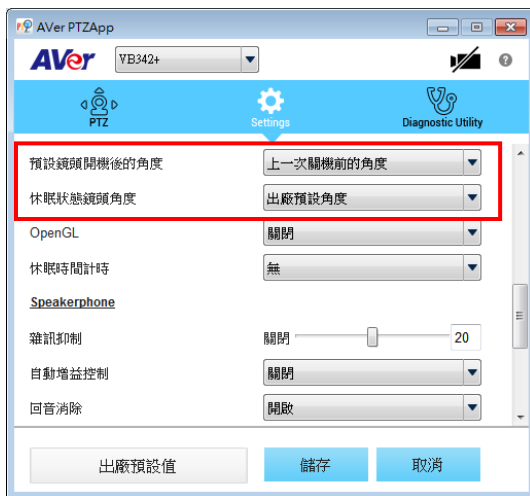 AVer PTZApp
AVer VB342+
PTZ Settings Diagnostic Utility
預設鏡頭開機後的角度 上一次關機前的角度
休眠狀態鏡頭角度 出廠預設角度
OpenGL 關閉
休眠時間計時 無
Speakerphone
雜訊抑制 關閉 20
自動增益控制 關閉
回音消除 開啟
出廠預設值 儲存 取消